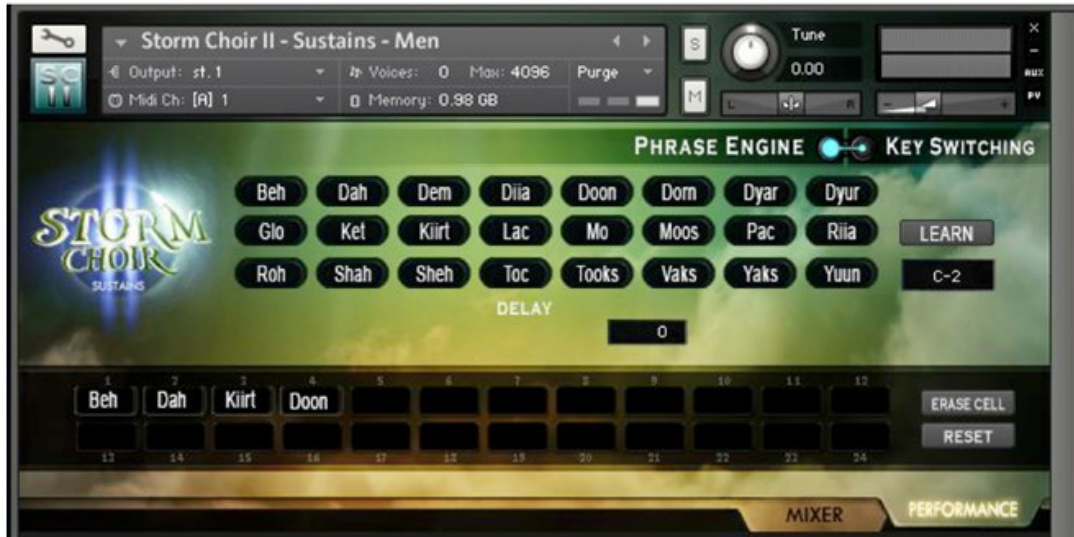 Storm Choir II - Sustains - Men
S
Tune
0.00
Output: st.1
Voices: 0 Max: 4096
Purge
AUX
Midi Ch: [A] 1
Memory: 0.98 GB
M
L
R
PV
SC
II
PHRASE ENGINE
KEY SWITCHING
STORM
CHOIR
SUSTAINS
Beh Dah Dem Diia Doon Dorn Dyar Dyur
Glo Ket Kiirt Lac Mo Moos Pac Riia
LEARN
Roh Shah Sheh Toc Tooks Vaks Yaks Yuun
C-2
DELAY
0
1 2 3 4 5 6 7 8 9 10 11 12
Beh Dah Kiirt Doon
ERASE CELL
RESET
13 14 15 16 17 18 19 20 21 22 23 24
MIXER
PERFORMANCE